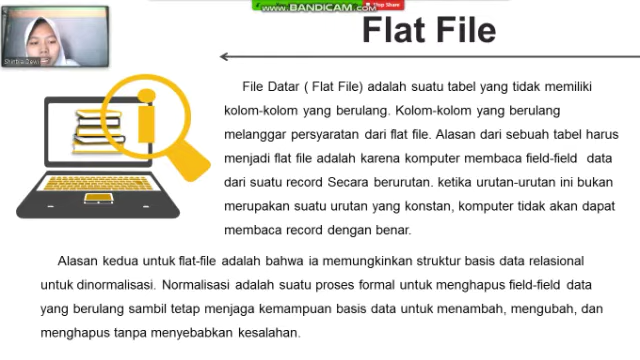 www.BANDICAM.com
Stop Share
Flat File
File Datar ( Flat File) adalah suatu tabel yang tidak memiliki
kolom-kolom yang berulang. Kolom-kolom yang berulang
melanggar persyaratan dari flat file. Alasan dari sebuah tabel harus
menjadi flat file adalah karena komputer membaca field-field data
dari suatu record Secara berurutan. ketika urutan-urutan ini bukan
merupakan suatu urutan yang konstan, komputer tidak akan dapat
membaca record dengan benar.
Alasan kedua untuk flat-file adalah bahwa ia memungkinkan struktur basis data relasional
untuk dinormalisasi. Normalisasi adalah suatu proses formal untuk menghapus field-field data
yang berulang sambil tetap menjaga kemampuan basis data untuk menambah, mengubah, dan
menghapus tanpa menyebabkan kesalahan.